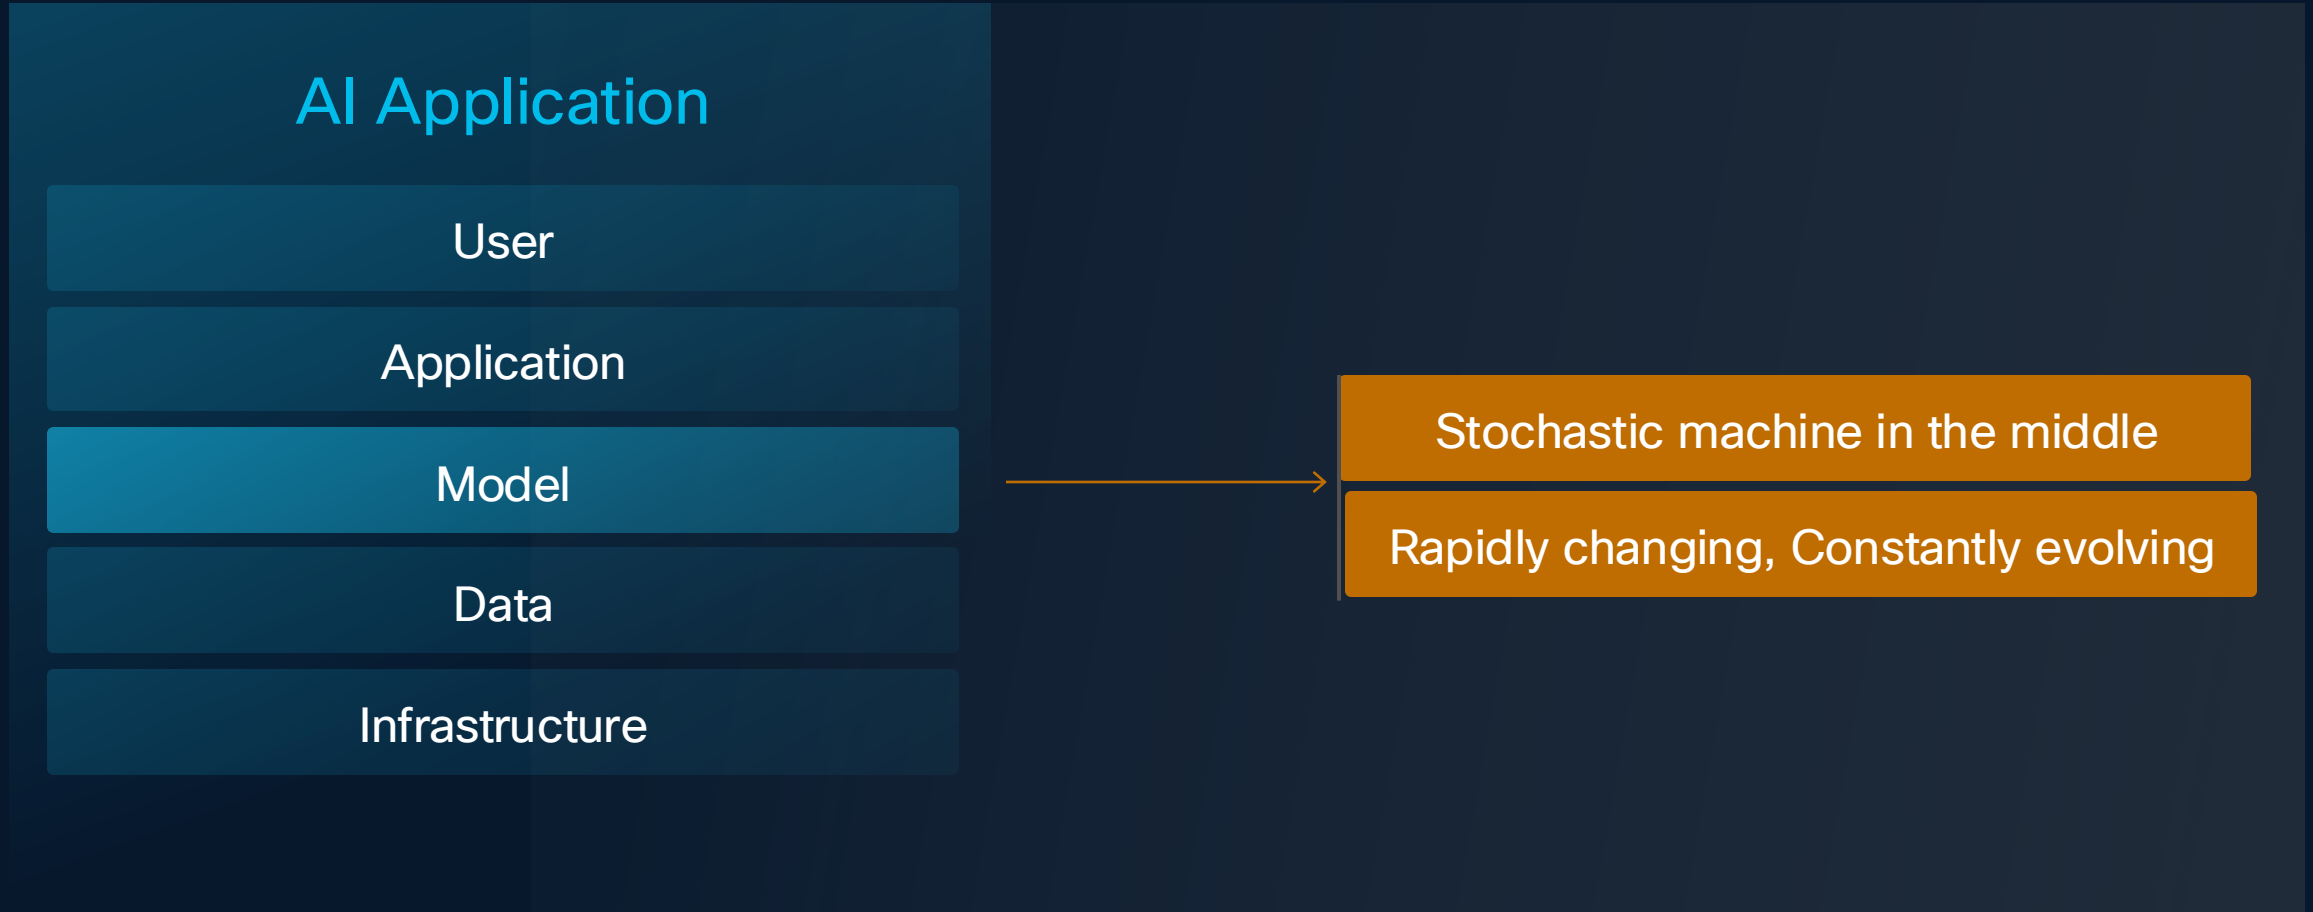 AI Application
User
Application
Model
Data
Infrastructure
Stochastic machine in the middle
Rapidly changing, Constantly evolving